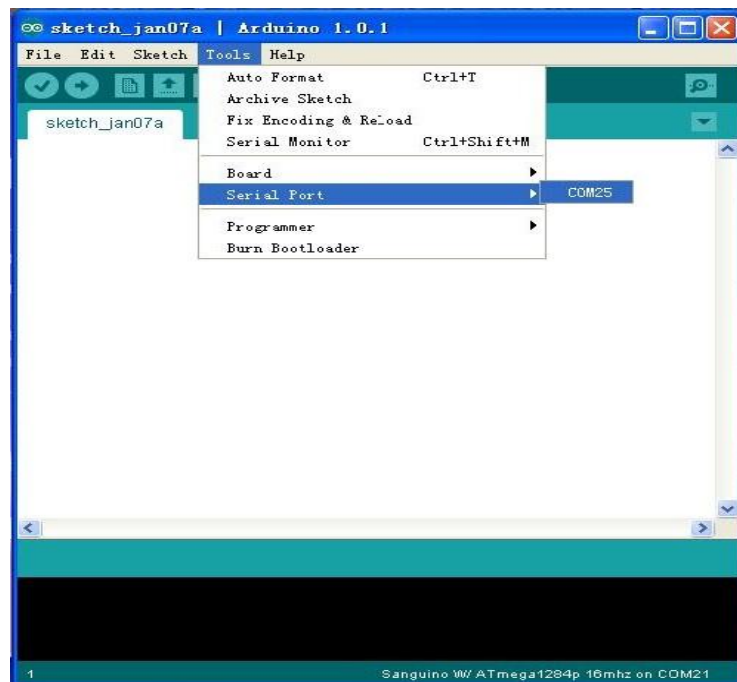 sketch_jan07a | Arduino 1.0.1
File Edit Sketch Tools Help
Auto Format Ctrl+T
Archive Sketch
Fix Encoding & Reload
sketch_jan07a
Serial Monitor Ctrl+Shift+M
Board
Serial Port
COM25
Programmer
Burn Bootloader
1
Sanguino W/ ATmega1284p 16mhz on COM21